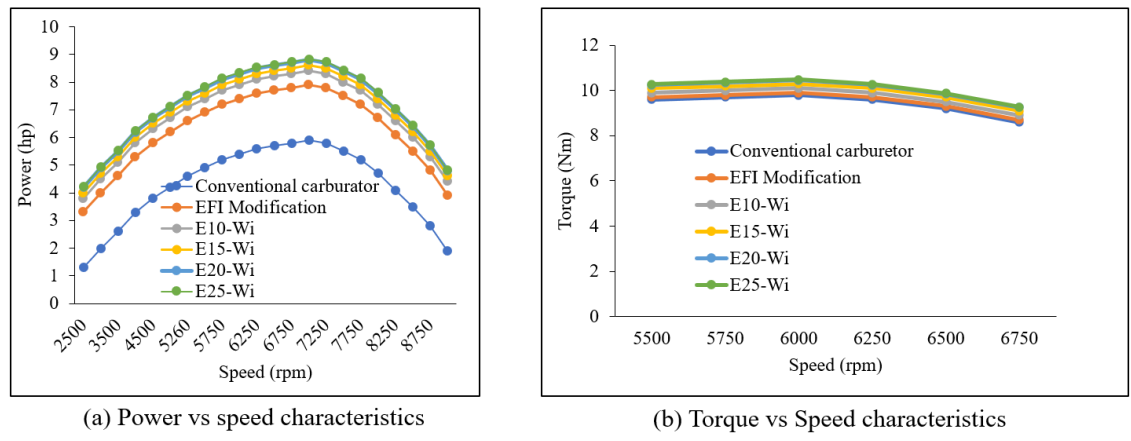 10
9
8
7
6
5
4
3
2
1
0
Power (hp)
Conventional carburator
EFI Modification
E10-Wi
E15-Wi
E20-Wi
E25-Wi
2500 3500 4500 5260 5750 6250 6750 7250 7750 8250 8750
Speed (rpm)
(a) Power vs speed characteristics
14
12
10
8
6
4
2
0
Torque (Nm)
Conventional carburetor
EFI Modification
E10-Wi
E15-Wi
E20-Wi
E25-Wi
5500 5750 6000 6250 6500 6750
Speed (rpm)
(b) Torque vs Speed characteristics